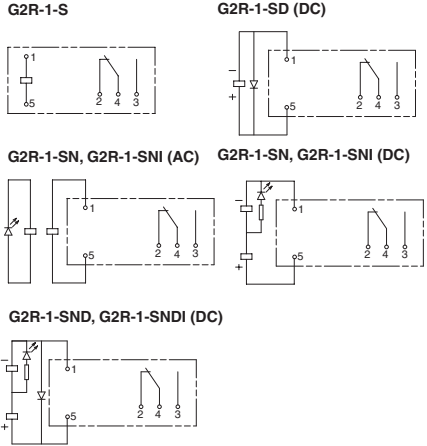 G2R-1-S
G2R-1-SD (DC)
1
5
2 4 3
−
+
1
5
2 4 3
G2R-1-SN, G2R-1-SNI (AC)
G2R-1-SN, G2R-1-SNI (DC)
1
5
2 4 3
−
+
1
5
2 4 3
G2R-1-SND, G2R-1-SNDI (DC)
−
+
1
5
2 4 3